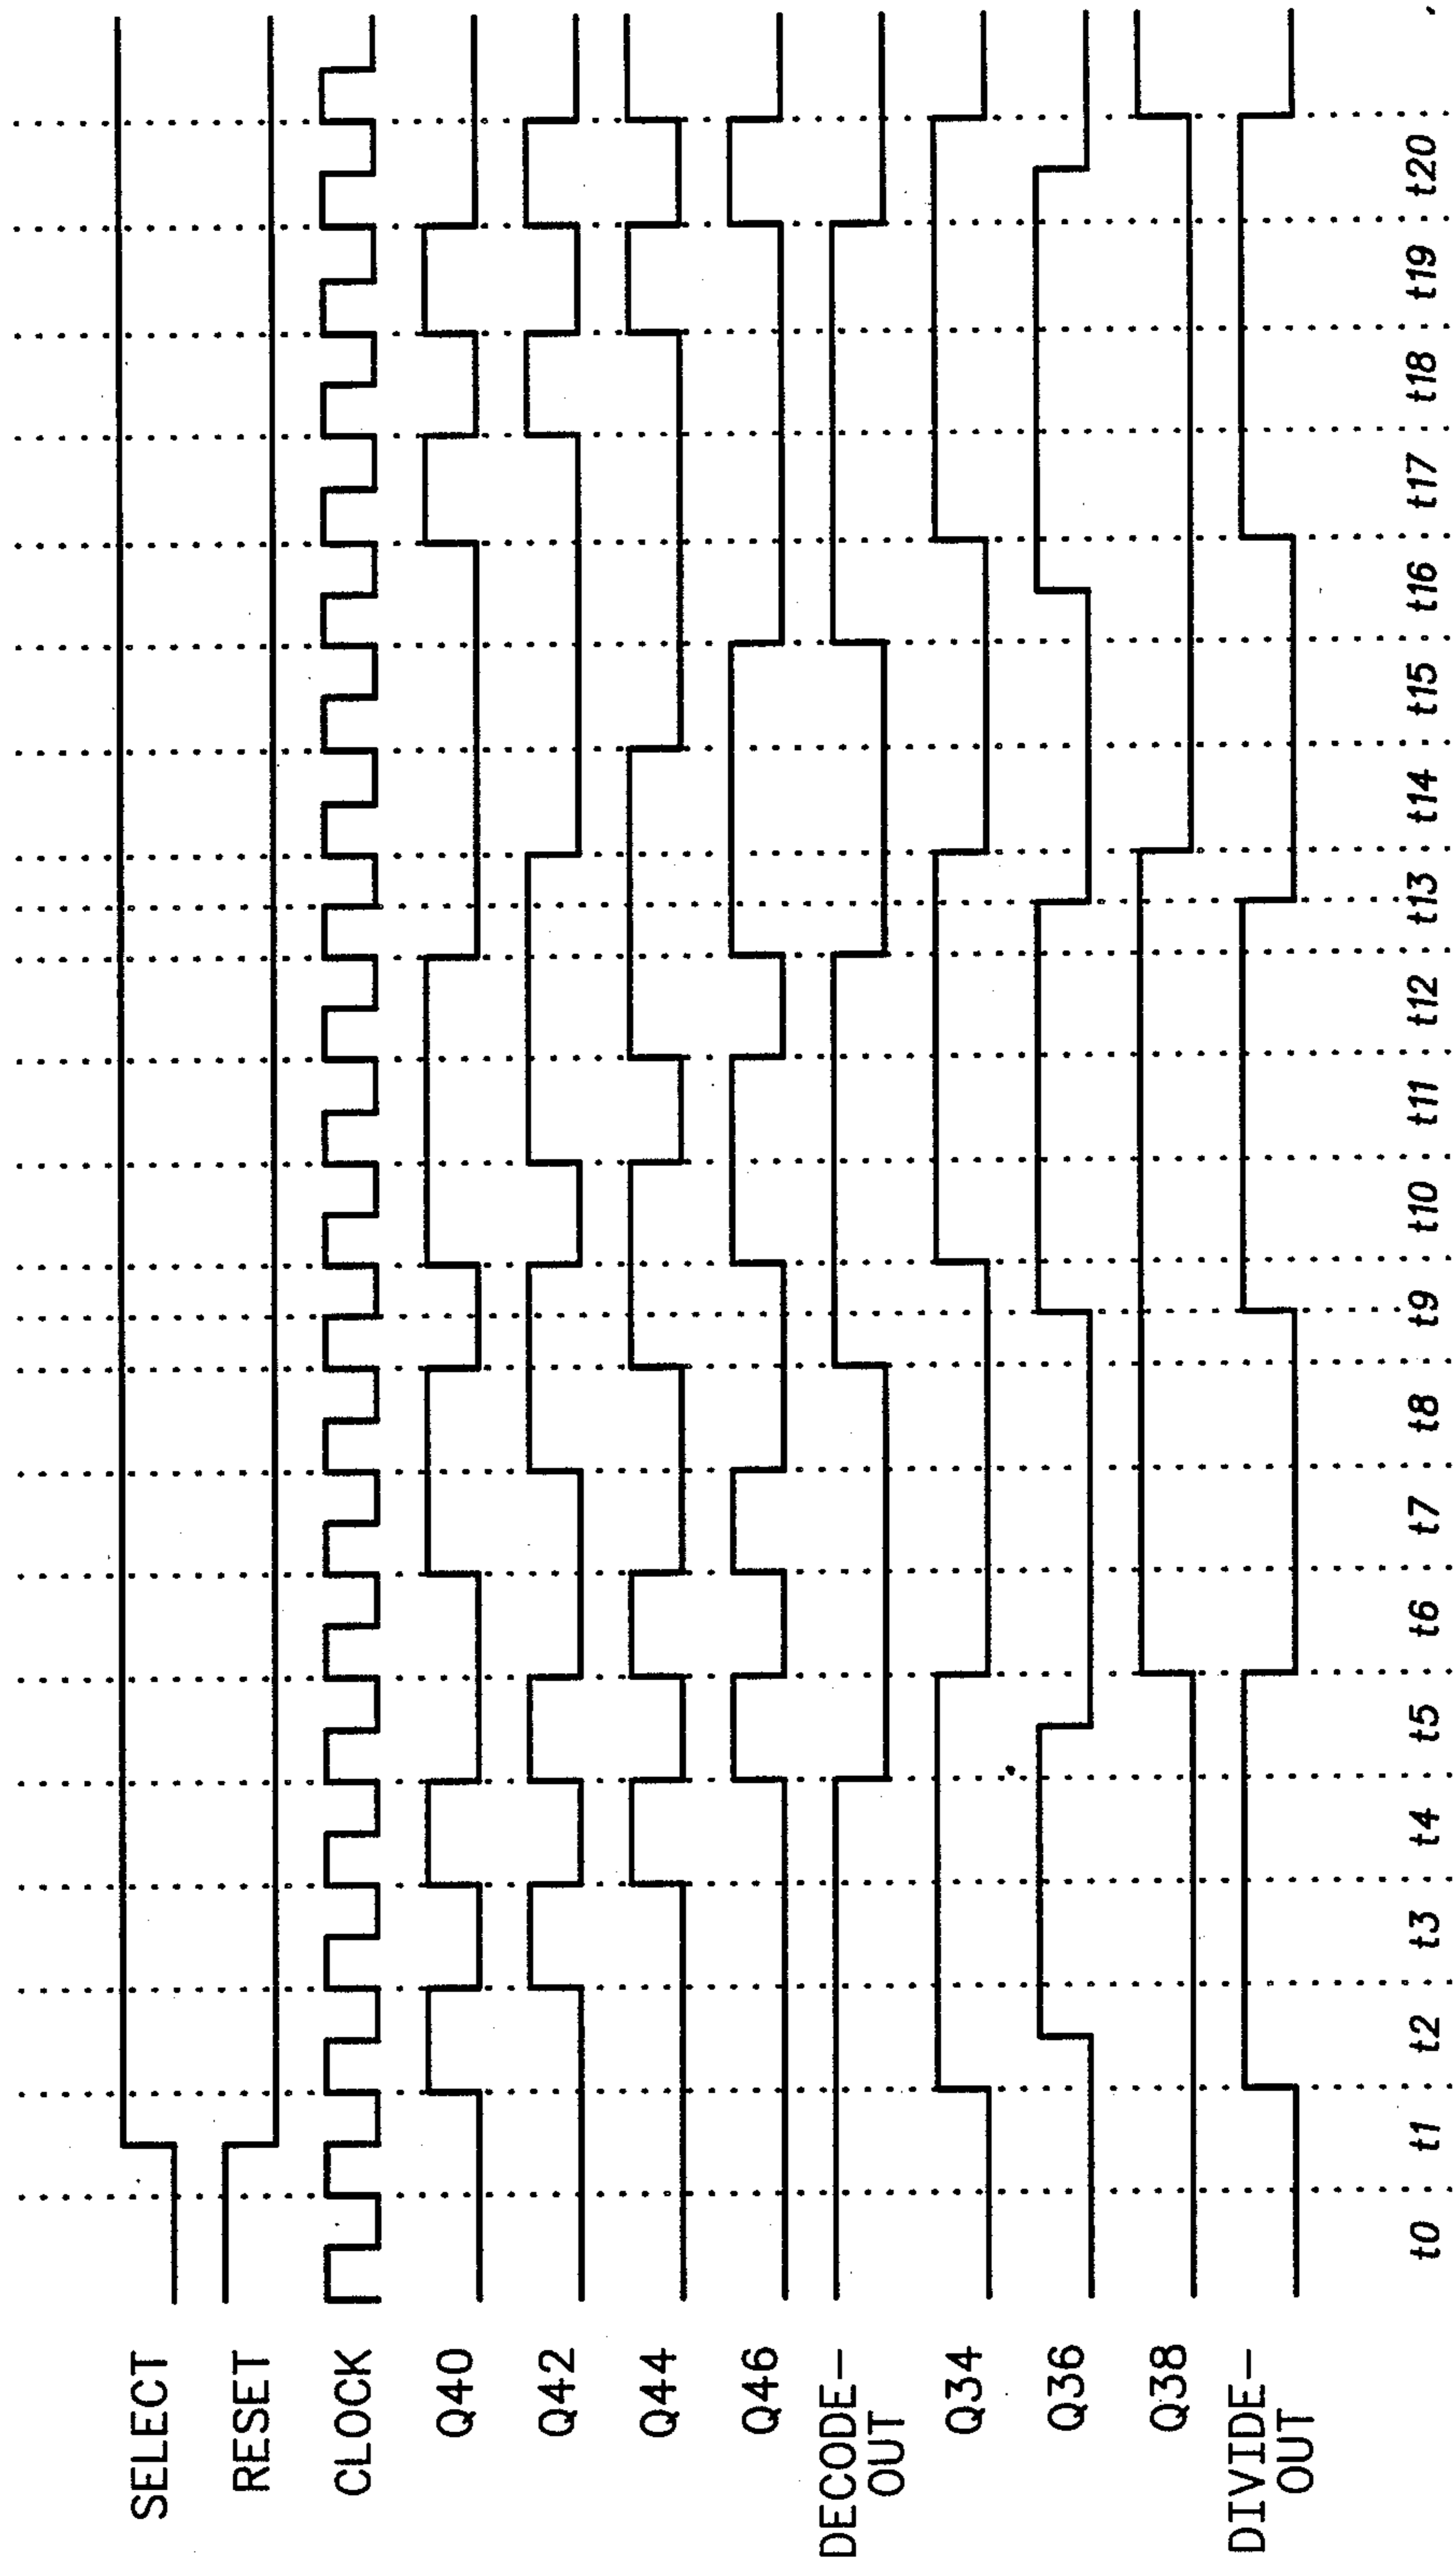 SELECT
RESET
CLOCK
Q40
Q42
Q44
Q46
DECODE-
OUT
Q34
Q36
Q38
DIVIDE-
OUT
t0 t1 t2 t3 t4 t5 t6 t7 t8 t9 t10 t11 t12 t13 t14 t15 t16 t17 t18 t19 t20